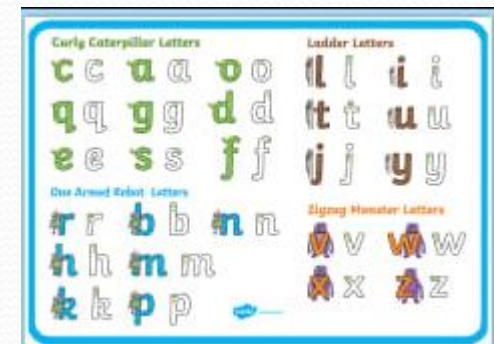 Curly Caterpillar Letters
c c a a o o
q q g g d d
e e s s f f
Ladder Letters
l l i i
t t u u
j j y y
One Armed Robot Letters
r r b b n n
h h m m
k k p p
Zigzag Monster Letters
v v w w
x x z z